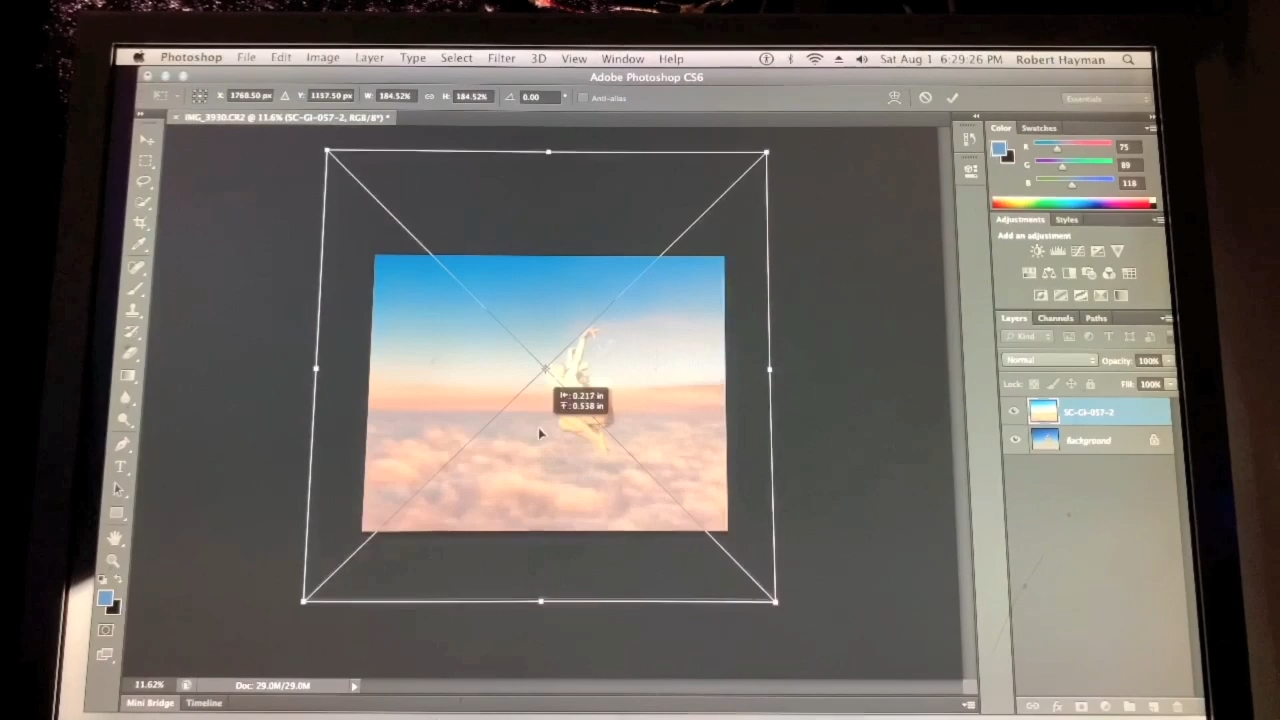 Photoshop File Edit Image Layer Type Select Filter 3D View Window Help Sat Aug 1 6:29:26 PM Robert Hayman
Adobe Photoshop CS6
X: 1768.50 px Y: 1157.50 px W: 184.52% H: 184.52% 0.00 ° Anti-alias Essentials
× IMG_3930.CR2 @ 11.6% (SC-GI-057-2, RGB/8*) *
Color Swatches
R 75
G 89
B 118
Adjustments Styles
Add an adjustment
Layers Channels Paths
Kind
Normal Opacity: 100%
Lock: Fill: 100%
SC-GI-057-2
Background
: 0.217 in
: 0.538 in
T
11.62% Doc: 29.0M/29.0M
Mini Bridge Timeline
fx